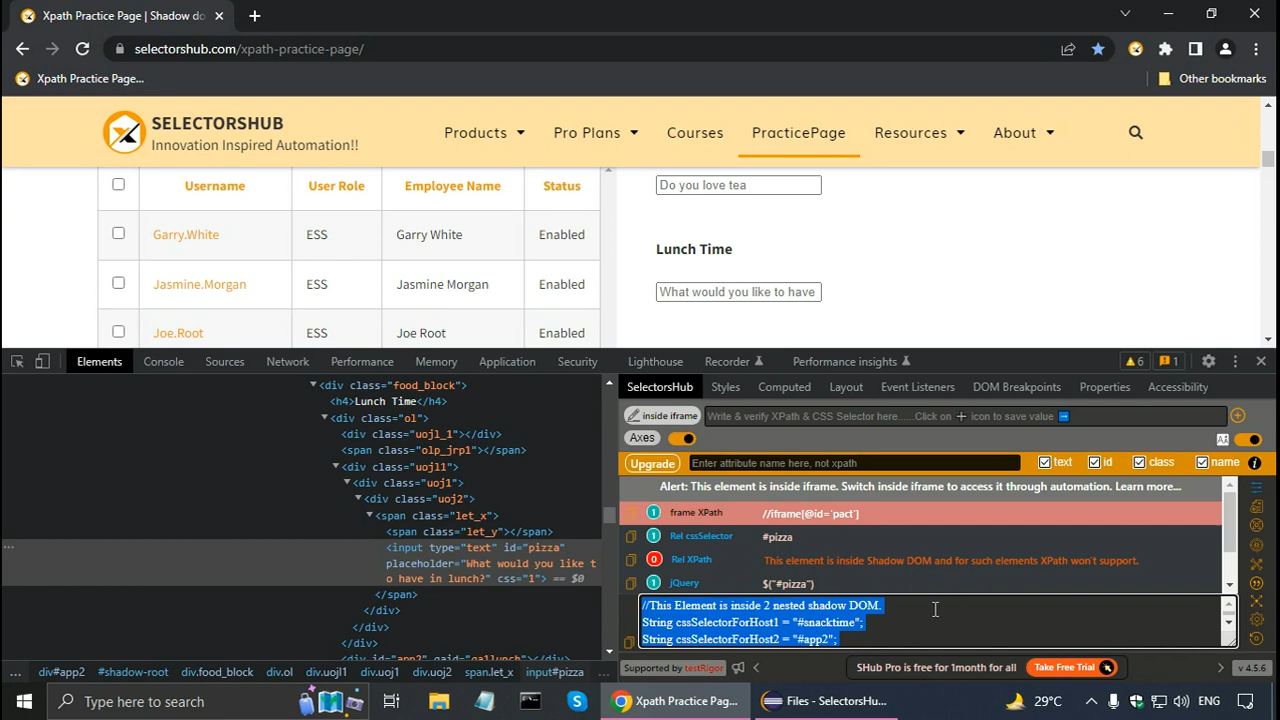 Xpath Practice Page | Shadow do
selectorshub.com/xpath-practice-page/
Xpath Practice Page...
Other bookmarks
SELECTORSHUB
Innovation Inspired Automation!!
Products
Pro Plans
Courses
PracticePage
Resources
About
Username User Role Employee Name Status
Garry.White ESS Garry White Enabled
Jasmine.Morgan ESS Jasmine Morgan Enabled
Joe.Root ESS Joe Root Enabled
Do you love tea
Lunch Time
What would you like to have
Elements Console Sources Network Performance Memory Application Security Lighthouse Recorder Performance insights 6 1
<div class="food_block">
<h4>Lunch Time</h4>
<div class="ol">
<div class="uojl_1"></div>
<span class="olp_jrp1"></span>
<div class="uojl1">
<div class="uoj1">
<div class="uoj2">
<span class="let_x">
<span class="let_y"></span>
<input type="text" id="pizza"
placeholder="What would you like t
o have in lunch?" css="1"> == $0
</span>
</div>
</div>
</div>
... div#app2 #shadow-root div.food_block div.ol div.uojl1 div.uoj1 div.uoj2 span.let_x input#pizza ...
SelectorsHub Styles Computed Layout Event Listeners DOM Breakpoints Properties Accessibility
inside iframe Write & verify XPath & CSS Selector here......Click on + icon to save value
Axes
Upgrade Enter attribute name here, not xpath text id class name
Alert: This element is inside iframe. Switch inside iframe to access it through automation. Learn more...
1 frame XPath //iframe[@id='pact']
1 Rel cssSelector #pizza
0 Rel XPath This element is inside Shadow DOM and for such elements XPath won't support.
1 jQuery $("#pizza")
//This Element is inside 2 nested shadow DOM.
String cssSelectorForHost1 = "#snacktime";
String cssSelectorForHost2 = "#app2";
Supported by testRigor SHub Pro is free for 1month for all Take Free Trial v 4.5.6
Type here to search
Xpath Practice Pag...
Files - SelectorsHu...
29°C
ENG